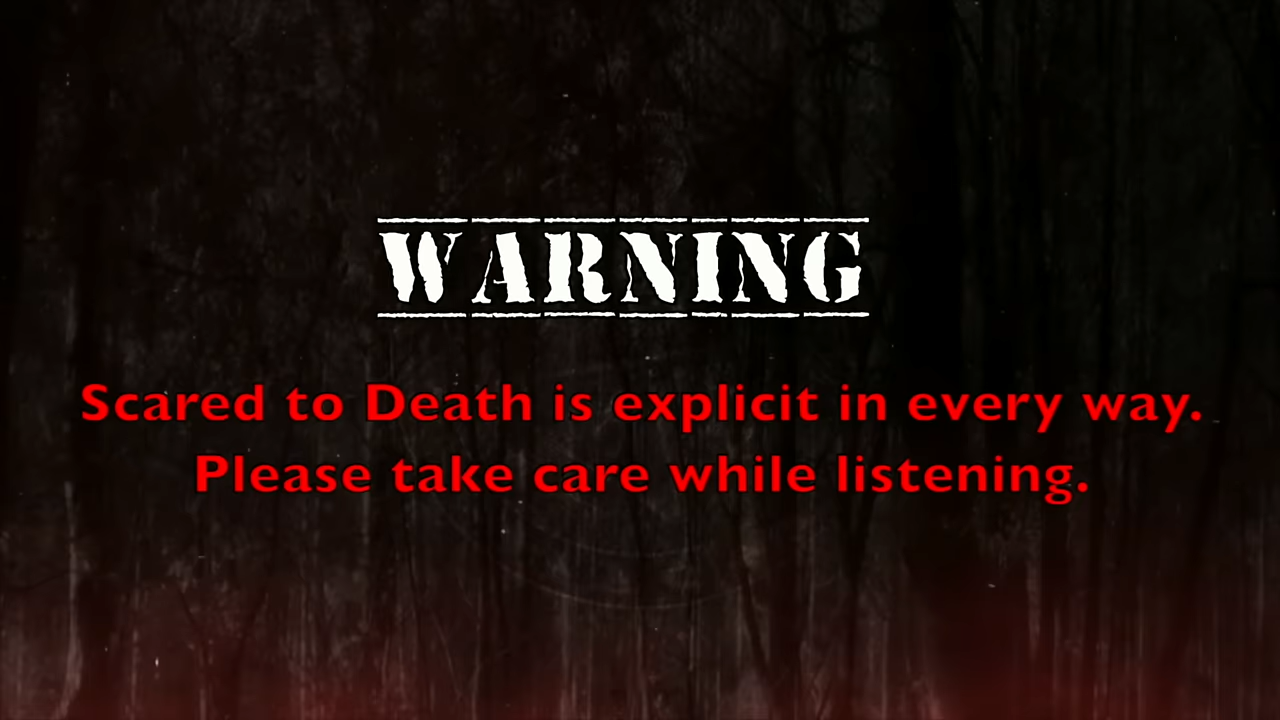 WARNING
Scared to Death is explicit in every way.
Please take care while listening.